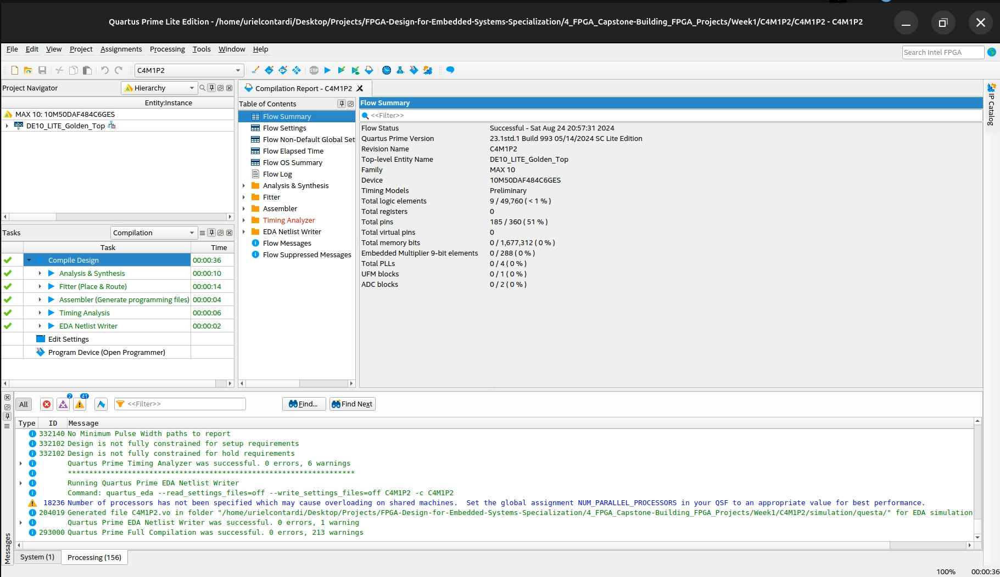 Quartus Prime Lite Edition - /home/urielcontardi/Desktop/Projects/FPGA-Design-for-Embedded-Systems-Specialization/4_FPGA_Capstone-Building_FPGA_Projects/Week1/C4M1P2/C4M1P2 - C4M1P2
File Edit View Project Assignments Processing Tools Window Help
Search Intel FPGA
C4M1P2
STOP
Project Navigator
Hierarchy
Entity:Instance
MAX 10: 10M50DAF484C6GES
abc DE10_LITE_Golden_Top
Tasks
Compilation
Task Time
Compile Design 00:00:36
Analysis & Synthesis 00:00:10
Fitter (Place & Route) 00:00:14
Assembler (Generate programming files) 00:00:04
Timing Analysis 00:00:06
EDA Netlist Writer 00:00:02
Edit Settings
Program Device (Open Programmer)
Compilation Report - C4M1P2
Table of Contents
Flow Summary
Flow Settings
Flow Non-Default Global Set
Flow Elapsed Time
Flow OS Summary
Flow Log
Analysis & Synthesis
Fitter
Assembler
Timing Analyzer
EDA Netlist Writer
Flow Messages
Flow Suppressed Messages
Flow Summary
<<Filter>>
Flow Status Successful - Sat Aug 24 20:57:31 2024
Quartus Prime Version 23.1std.1 Build 993 05/14/2024 SC Lite Edition
Revision Name C4M1P2
Top-level Entity Name DE10_LITE_Golden_Top
Family MAX 10
Device 10M50DAF484C6GES
Timing Models Preliminary
Total logic elements 9 / 49,760 ( < 1 % )
Total registers 0
Total pins 185 / 360 ( 51 % )
Total virtual pins 0
Total memory bits 0 / 1,677,312 ( 0 % )
Embedded Multiplier 9-bit elements 0 / 288 ( 0 % )
Total PLLs 0 / 4 ( 0 % )
UFM blocks 0 / 1 ( 0 % )
ADC blocks 0 / 2 ( 0 % )
IP Catalog
All 2 41 <<Filter>> Find... Find Next
Type ID Message
332140 No Minimum Pulse Width paths to report
332102 Design is not fully constrained for setup requirements
332102 Design is not fully constrained for hold requirements
Quartus Prime Timing Analyzer was successful. 0 errors, 6 warnings
*******************************************************************
Running Quartus Prime EDA Netlist Writer
Command: quartus_eda --read_settings_files=off --write_settings_files=off C4M1P2 -c C4M1P2
18236 Number of processors has not been specified which may cause overloading on shared machines.  Set the global assignment NUM_PARALLEL_PROCESSORS in your QSF to an appropriate value for best performance.
204019 Generated file C4M1P2.vo in folder "/home/urielcontardi/Desktop/Projects/FPGA-Design-for-Embedded-Systems-Specialization/4_FPGA_Capstone-Building_FPGA_Projects/Week1/C4M1P2/simulation/questa/" for EDA simulation
Quartus Prime EDA Netlist Writer was successful. 0 errors, 1 warning
293000 Quartus Prime Full Compilation was successful. 0 errors, 213 warnings
Messages
System (1) Processing (156)
100% 00:00:36